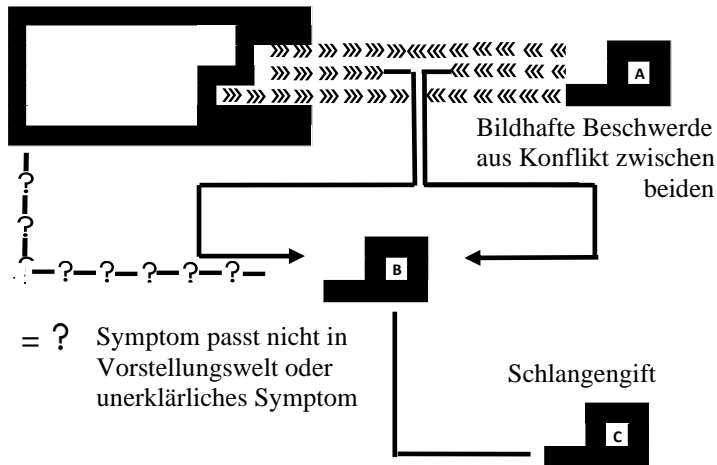 A
Bildhafte Beschwerde
aus Konflikt zwischen
beiden
?
?
?
? ? ? ? ?
B
= ? Symptom passt nicht in
Vorstellungswelt oder
unerklärliches Symptom
Schlangengift
C